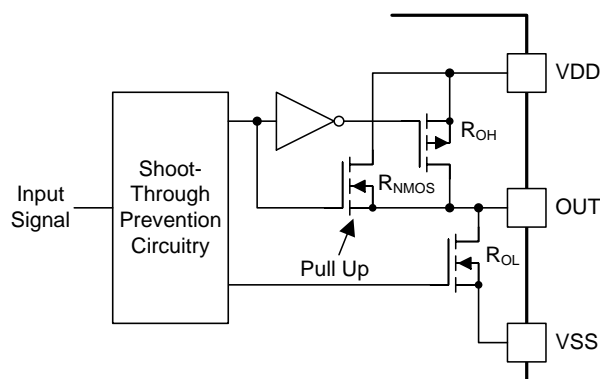 VDD
R_OH
Shoot-
Through
Prevention
Circuitry
Input
Signal
R_NMOS
OUT
Pull Up
R_OL
VSS